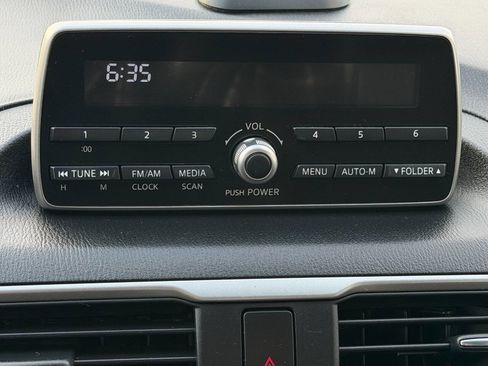 6:35
1 2 3 VOL 4 5 6
:00
⏮ TUNE ⏭ FM/AM MEDIA MENU AUTO-M ▼ FOLDER ▲
H M CLOCK SCAN PUSH POWER